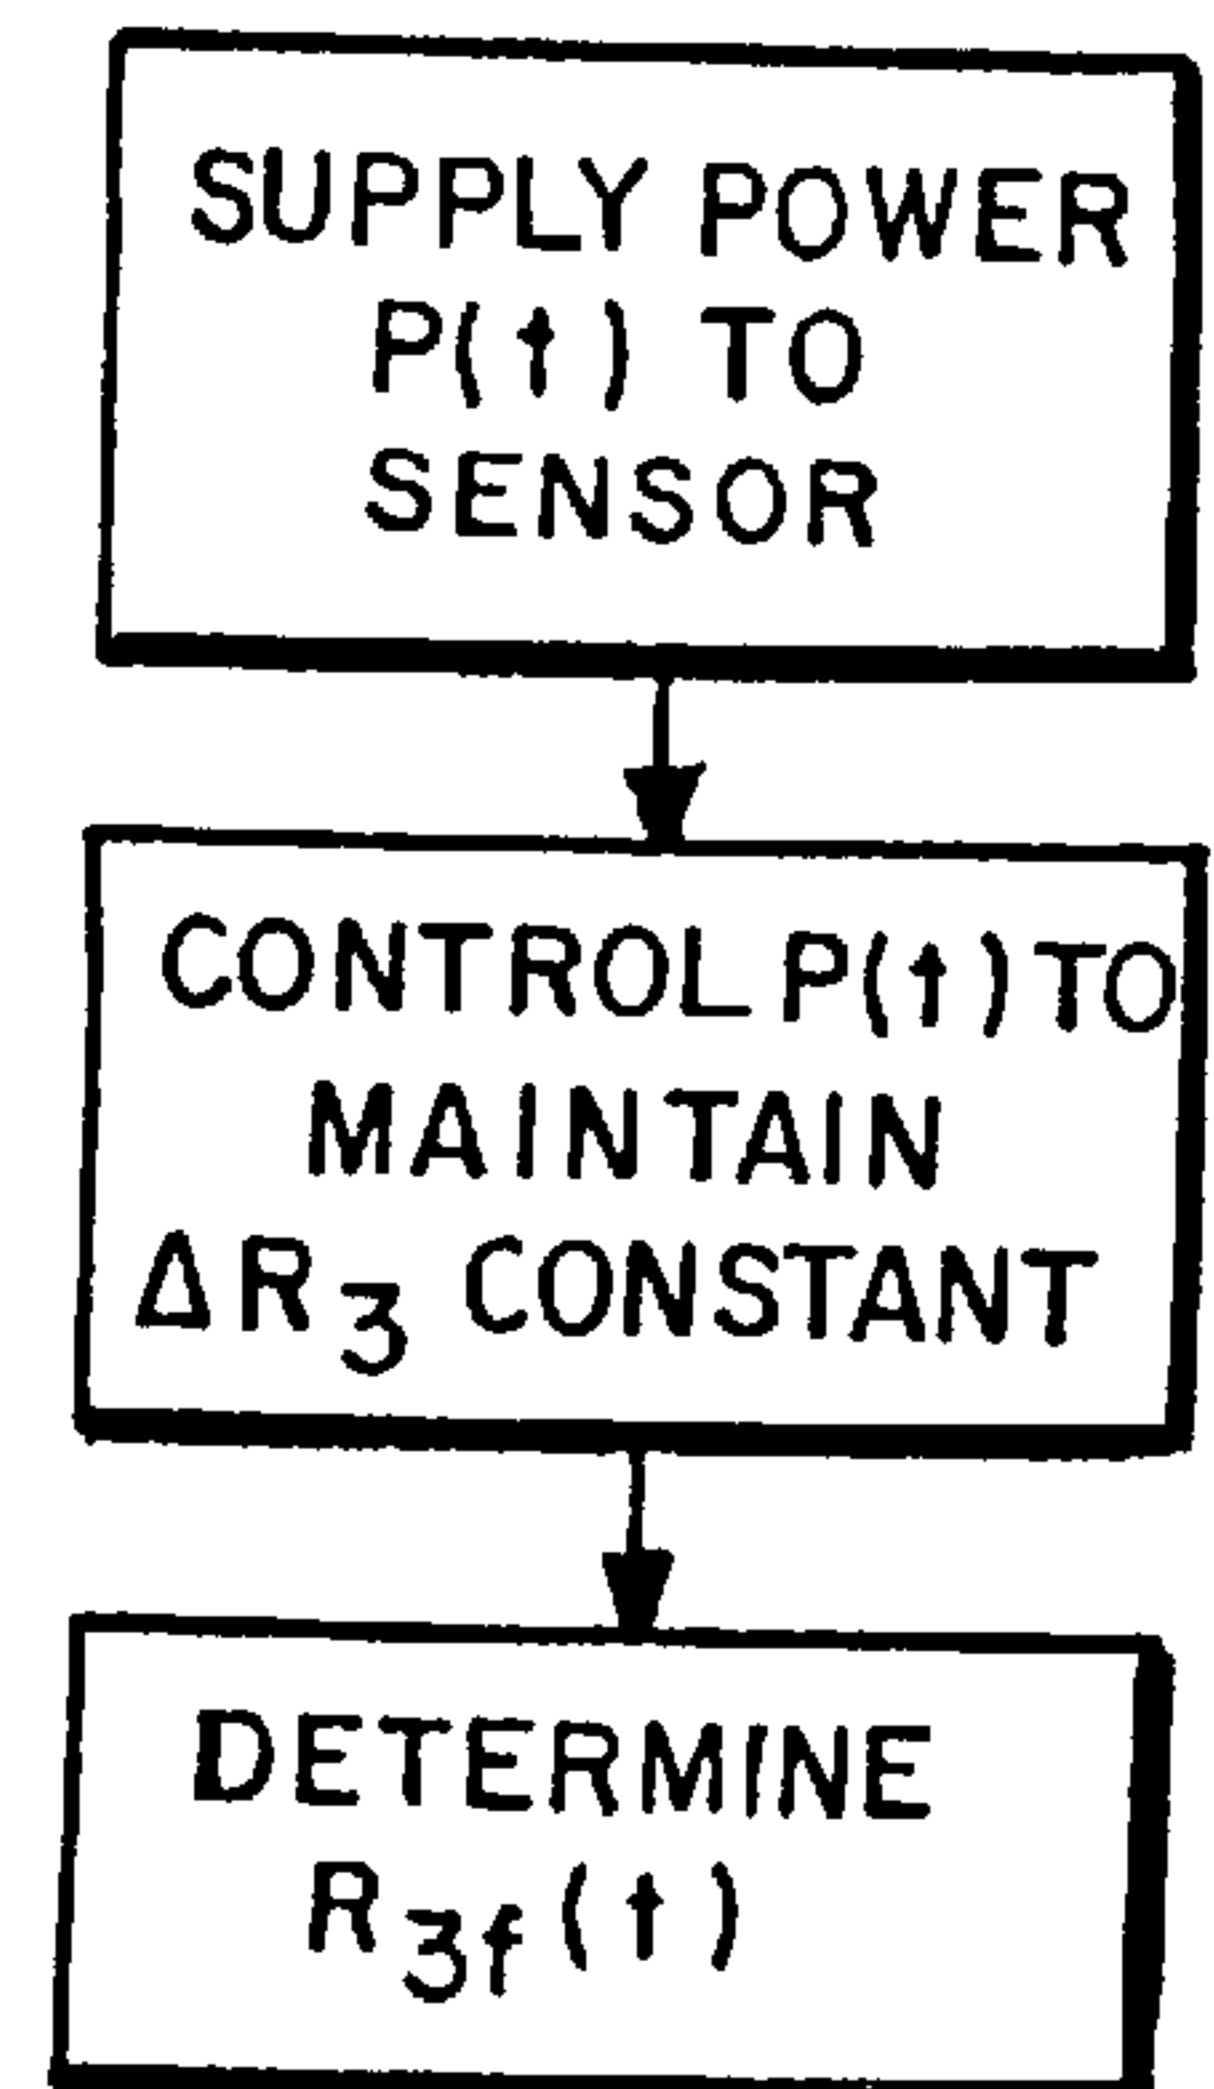 SUPPLY POWER
P(t) TO
SENSOR
CONTROL P(t) TO
MAINTAIN
ΔR₃ CONSTANT
DETERMINE
R₃f(t)